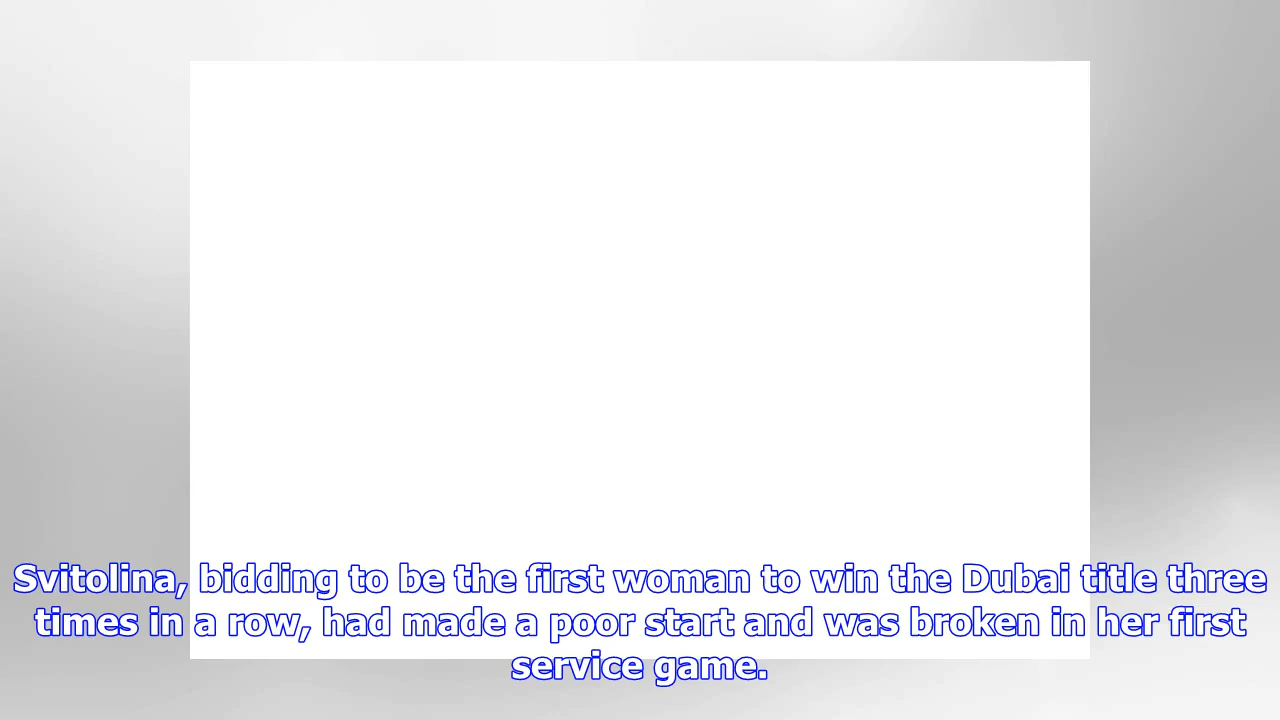 Svitolina, bidding to be the first woman to win the Dubai title three
times in a row, had made a poor start and was broken in her first
service game.